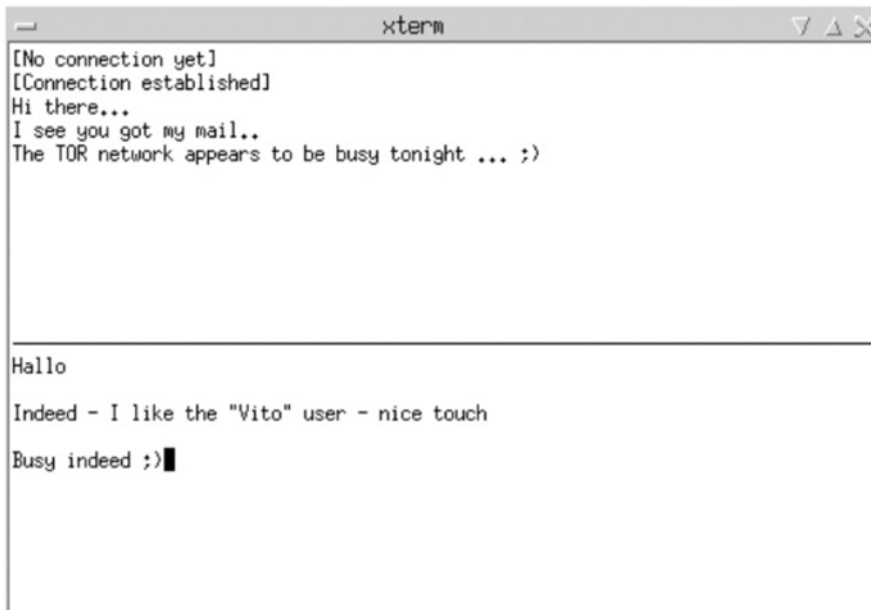 xterm
[No connection yet]
[Connection established]
Hi there...
I see you got my mail..
The TOR network appears to be busy tonight ... ;)
Hallo
Indeed - I like the "Vito" user - nice touch
Busy indeed ;)